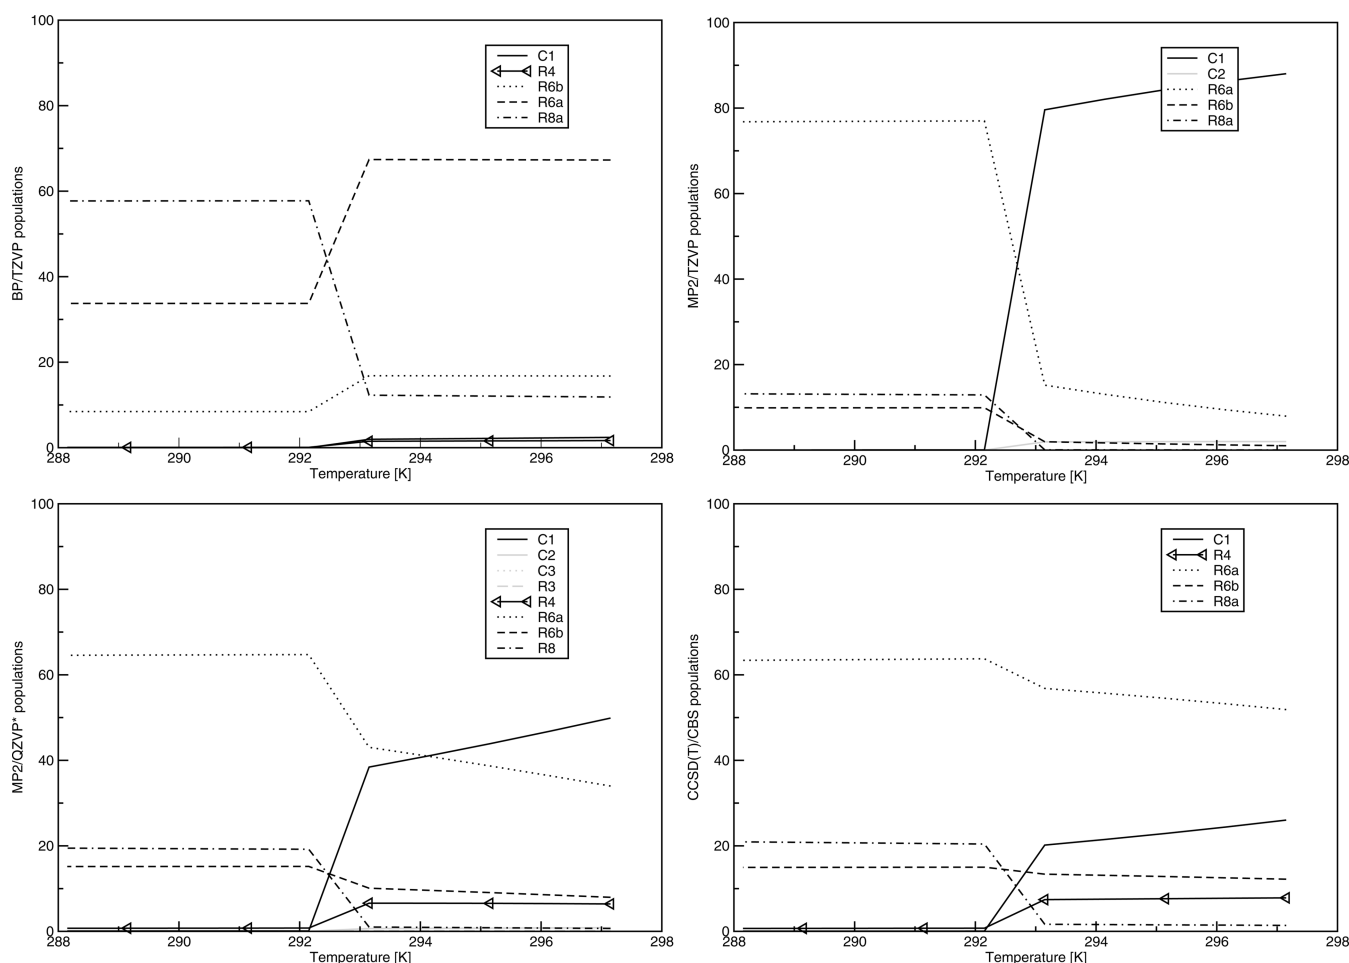 100
80
60
40
20
0
BP/TZVP populations
C1
R4
R6b
R6a
R8a
288
290
292
294
296
298
Temperature [K]
100
80
60
40
20
0
MP2/TZVP populations
C1
C2
R6a
R6b
R8a
288
290
292
294
296
298
Temperature [K]
100
80
60
40
20
0
MP2/QZVP* populations
C1
C2
C3
R3
R4
R6a
R6b
R8
288
290
292
294
296
298
Temperature [K]
100
80
60
40
20
0
CCSD(T)/CBS populations
C1
R4
R6a
R6b
R8a
288
290
292
294
296
298
Temperature [K]